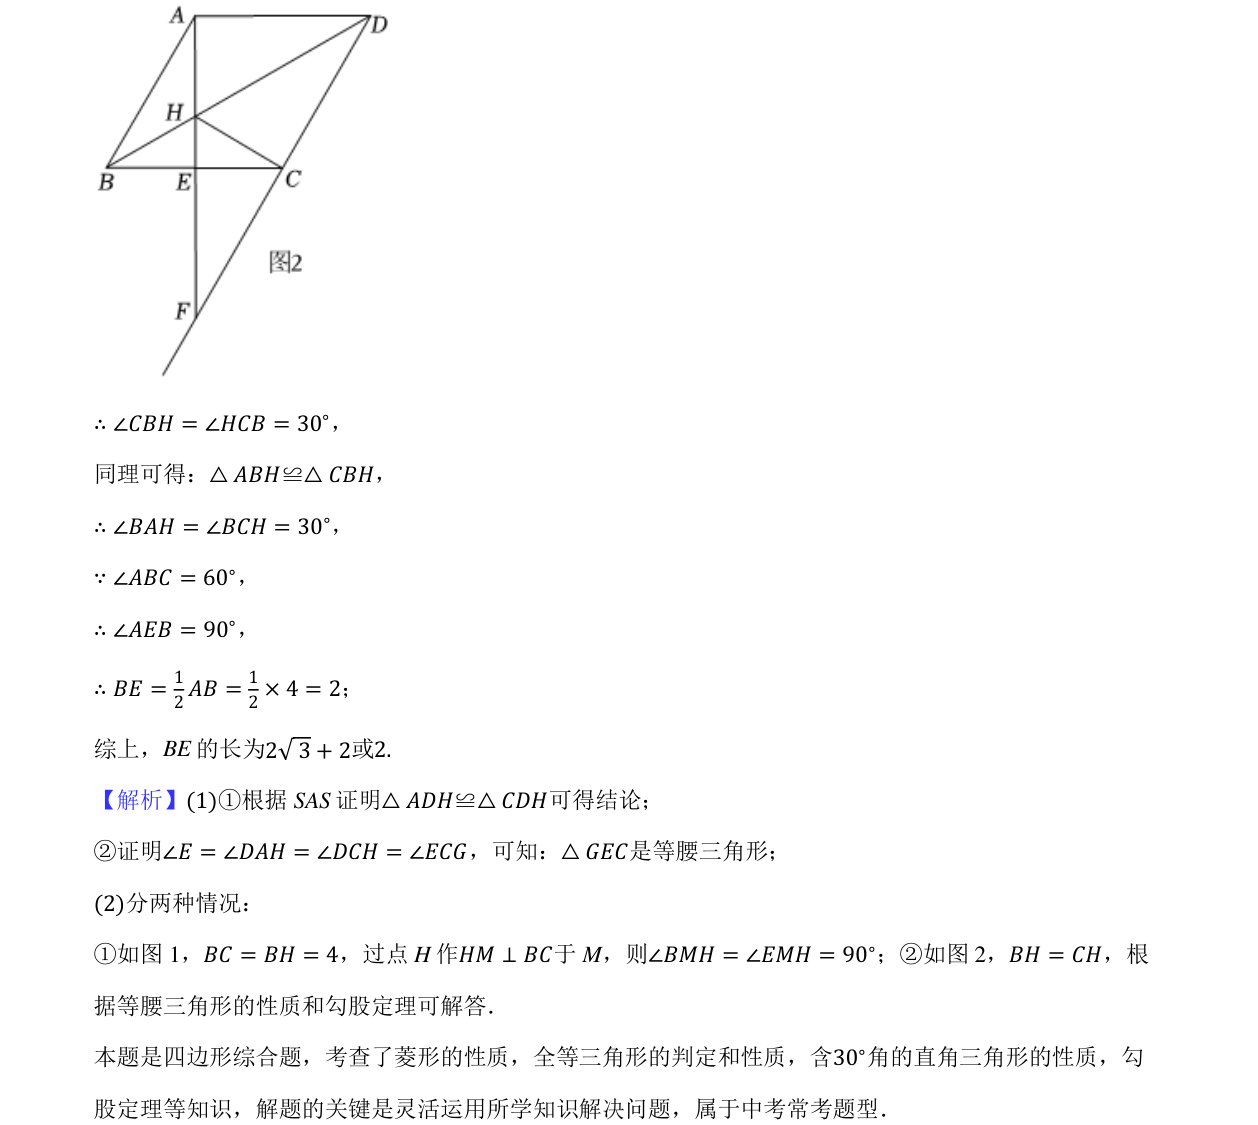 A
D
H
B
E
C
图2
F
∴ ∠CBH = ∠HCB = 30°，
同理可得：△ ABH≌△ CBH，
∴ ∠BAH = ∠BCH = 30°，
∵ ∠ABC = 60°，
∴ ∠AEB = 90°，
∴ BE = 1/2 AB = 1/2 × 4 = 2；
综上，BE 的长为2√3 + 2或2.
【解析】(1)①根据 SAS 证明△ ADH≌△ CDH可得结论；
②证明∠E = ∠DAH = ∠DCH = ∠ECG，可知：△ GEC是等腰三角形；
(2)分两种情况：
①如图 1，BC = BH = 4，过点 H 作HM ⊥ BC于 M，则∠BMH = ∠EMH = 90°；②如图 2，BH = CH，根
据等腰三角形的性质和勾股定理可解答．
本题是四边形综合题，考查了菱形的性质，全等三角形的判定和性质，含30°角的直角三角形的性质，勾
股定理等知识，解题的关键是灵活运用所学知识解决问题，属于中考常考题型．